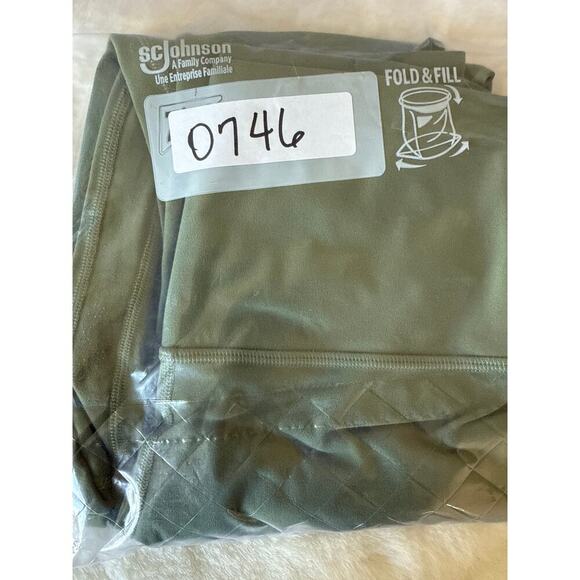 SCJohnson
A Family Company
Une Entreprise Familiale
FOLD & FILL
0746